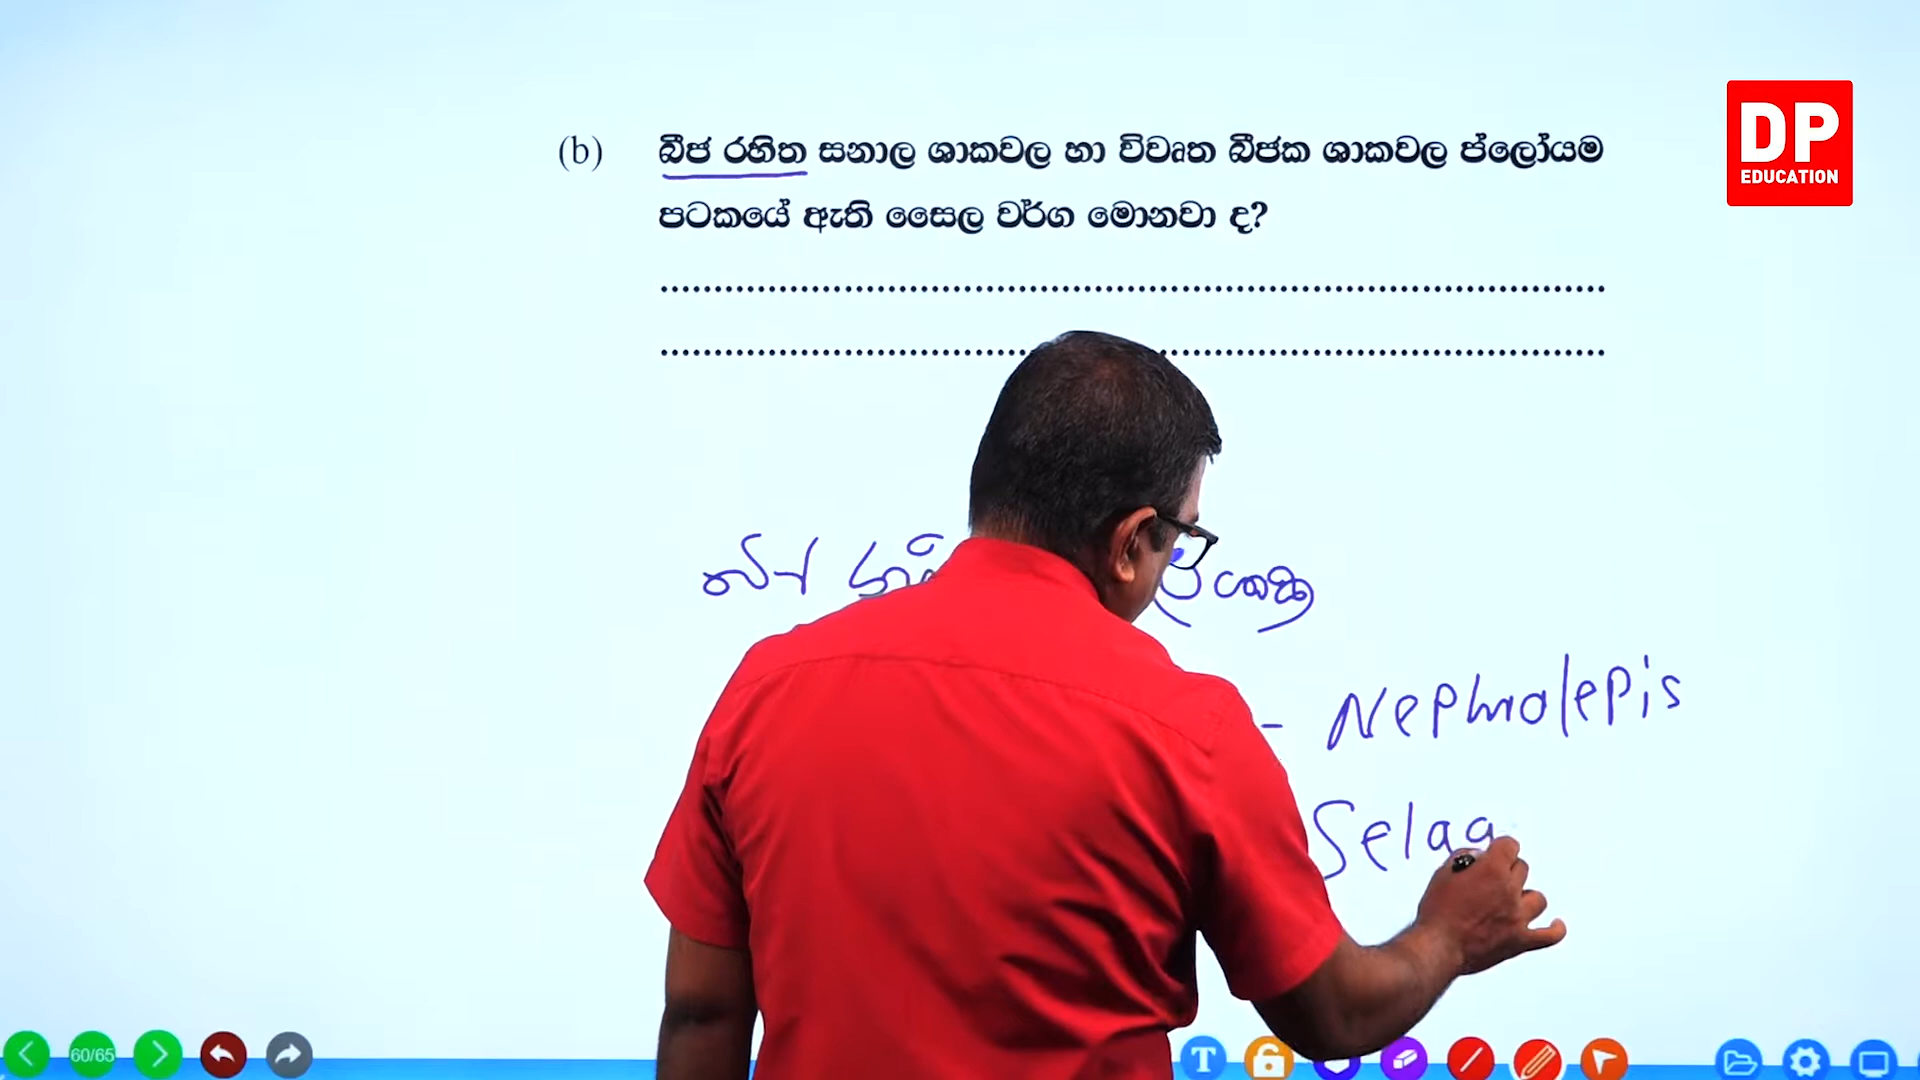 DP
EDUCATION
(b) බීජ රහිත සනාල ශාකවල හා විවෘත බීජක ශාකවල ප්ලෝයම
පටකයේ ඇති සෛල වර්ග මොනවා ද?
- Nephrolepis
Selag
60/65
T